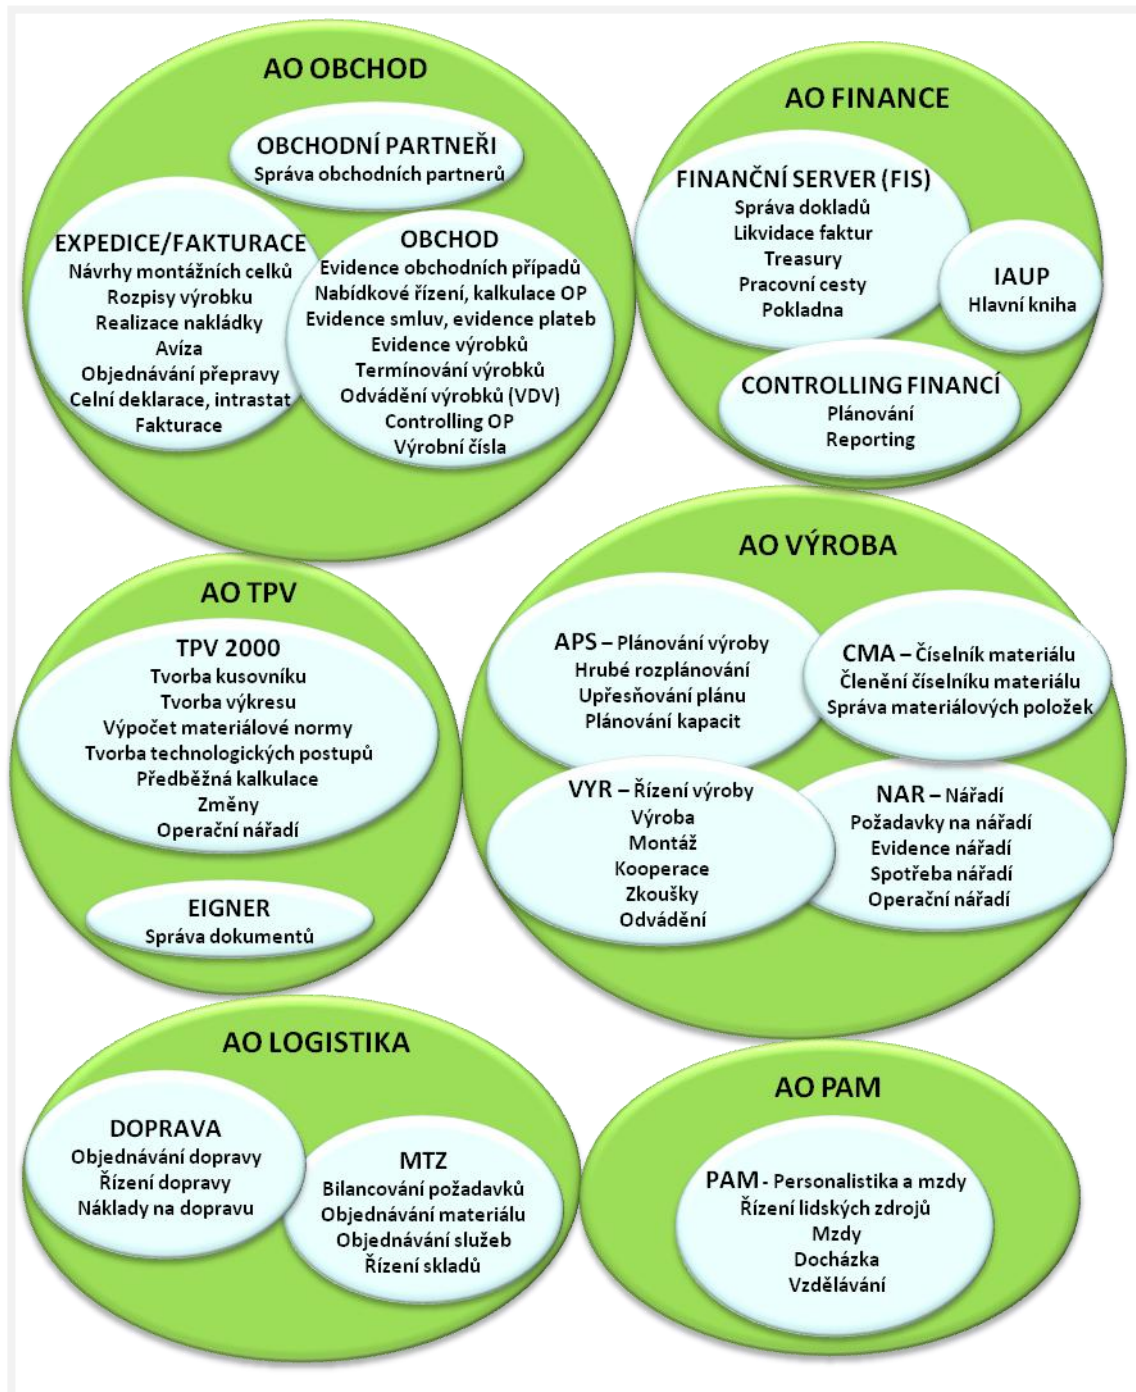 AO OBCHOD
OBCHODNÍ PARTNEŘI
Správa obchodních partnerů
EXPEDICE/FAKTURACE
Návrhy montážních celků
Rozpisy výrobku
Realizace nakládky
Avíza
Objednávání přepravy
Celní deklarace, intrastat
Fakturace
OBCHOD
Evidence obchodních případů
Nabídkové řízení, kalkulace OP
Evidence smluv, evidence plateb
Evidence výrobků
Termínování výrobků
Odvádění výrobků (VDV)
Controlling OP
Výrobní čísla
AO FINANCE
FINANČNÍ SERVER (FIS)
Správa dokladů
Likvidace faktur
Treasury
Pracovní cesty
Pokladna
IAUP
Hlavní kniha
CONTROLLING FINANCÍ
Plánování
Reporting
AO TPV
TPV 2000
Tvorba kusovníku
Tvorba výkresu
Výpočet materiálové normy
Tvorba technologických postupů
Předběžná kalkulace
Změny
Operační nářadí
EIGNER
Správa dokumentů
AO VÝROBA
APS – Plánování výroby
Hrubé rozplánování
Upřesňování plánu
Plánování kapacit
CMA – Číselník materiálu
Členění číselníku materiálu
Správa materiálových položek
VYR – Řízení výroby
Výroba
Montáž
Kooperace
Zkoušky
Odvádění
NAR – Nářadí
Požadavky na nářadí
Evidence nářadí
Spotřeba nářadí
Operační nářadí
AO LOGISTIKA
DOPRAVA
Objednávání dopravy
Řízení dopravy
Náklady na dopravu
MTZ
Bilancování požadavků
Objednávání materiálu
Objednávání služeb
Řízení skladů
AO PAM
PAM - Personalistika a mzdy
Řízení lidských zdrojů
Mzdy
Docházka
Vzdělávání